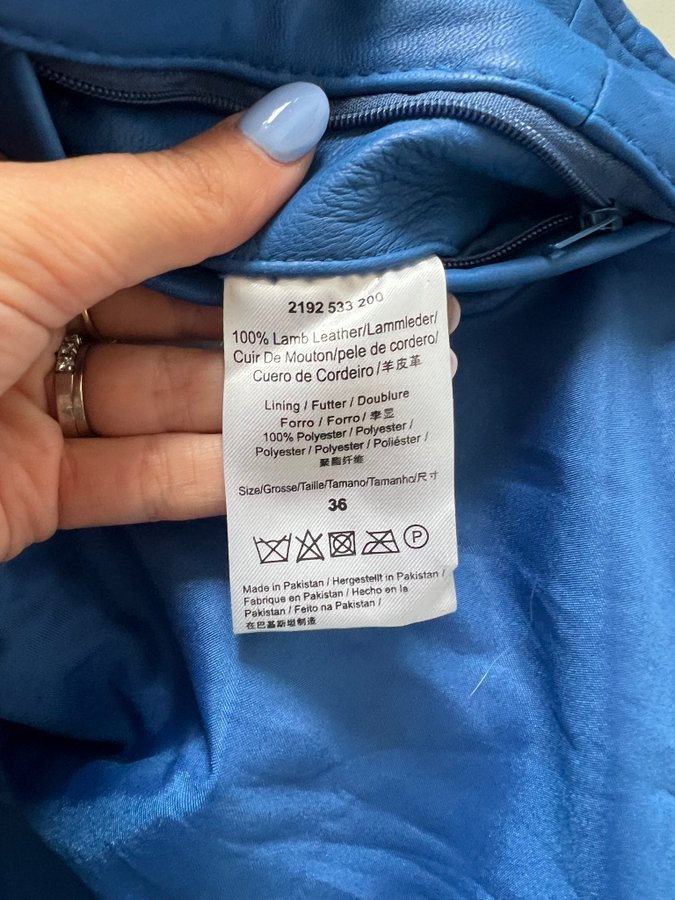 2192 533 200
100% Lamb Leather/Lammleder/
Cuir De Mouton/pele de cordero/
Cuero de Cordeiro/羊皮革
Lining / Futter / Doublure
Forro / Forro / 李显
100% Polyester / Polyester /
Polyester / Polyester / Poliéster /
聚脂纤维
Size/Grosse/Taille/Tamano/Tamanho/尺寸
36
P
Made in Pakistan / Hergestellt in Pakistan /
Fabrique en Pakistan / Hecho en la
Pakistan / Feito na Pakistan /
在巴基斯坦制造